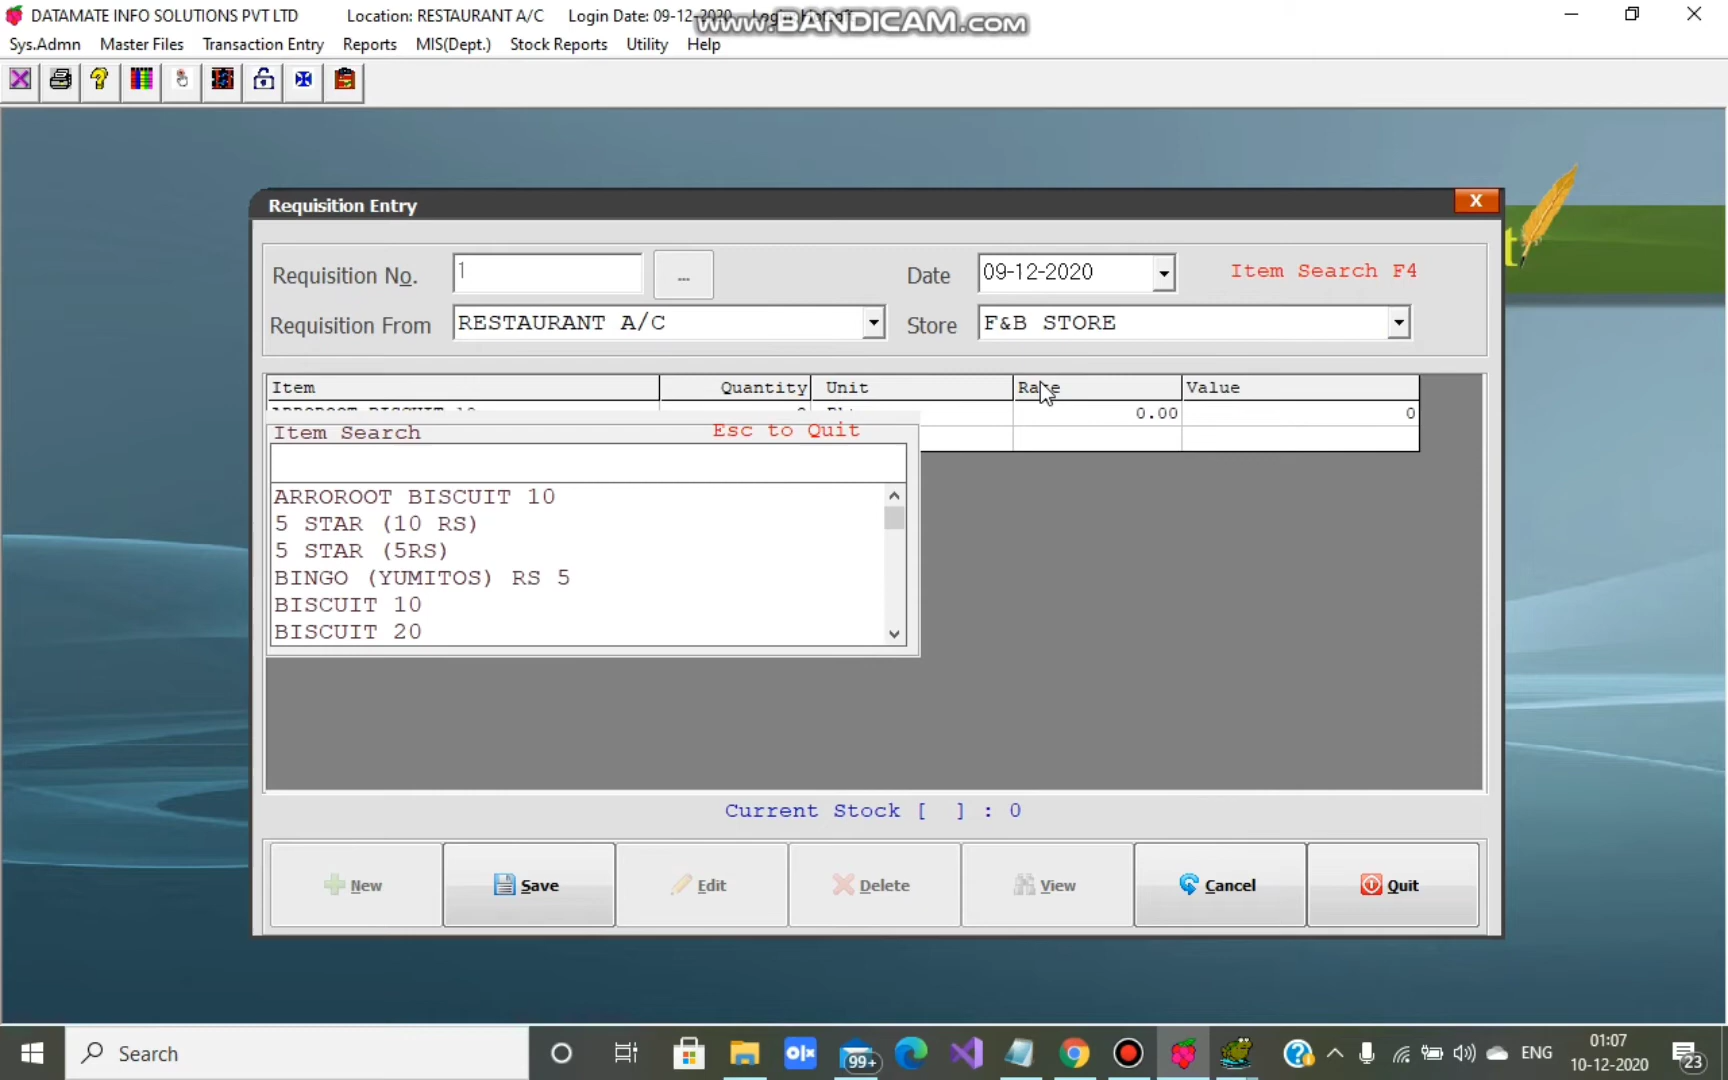 DATAMATE INFO SOLUTIONS PVT LTD Location: RESTAURANT A/C Login Date: 09-12-2020
www.BANDICAM.com
Sys.Admn Master Files Transaction Entry Reports MIS(Dept.) Stock Reports Utility Help
Requisition Entry
X
Requisition No. 1 ... Date 09-12-2020 Item Search F4
Requisition From RESTAURANT A/C Store F&B STORE
Item Quantity Unit Rate Value
0.00 0
Item Search Esc to Quit
ARROROOT BISCUIT 10
5 STAR (10 RS)
5 STAR (5RS)
BINGO (YUMITOS) RS 5
BISCUIT 10
BISCUIT 20
Current Stock [ ] : 0
New Save Edit Delete View Cancel Quit
Search
99+
ENG
01:07
10-12-2020
23